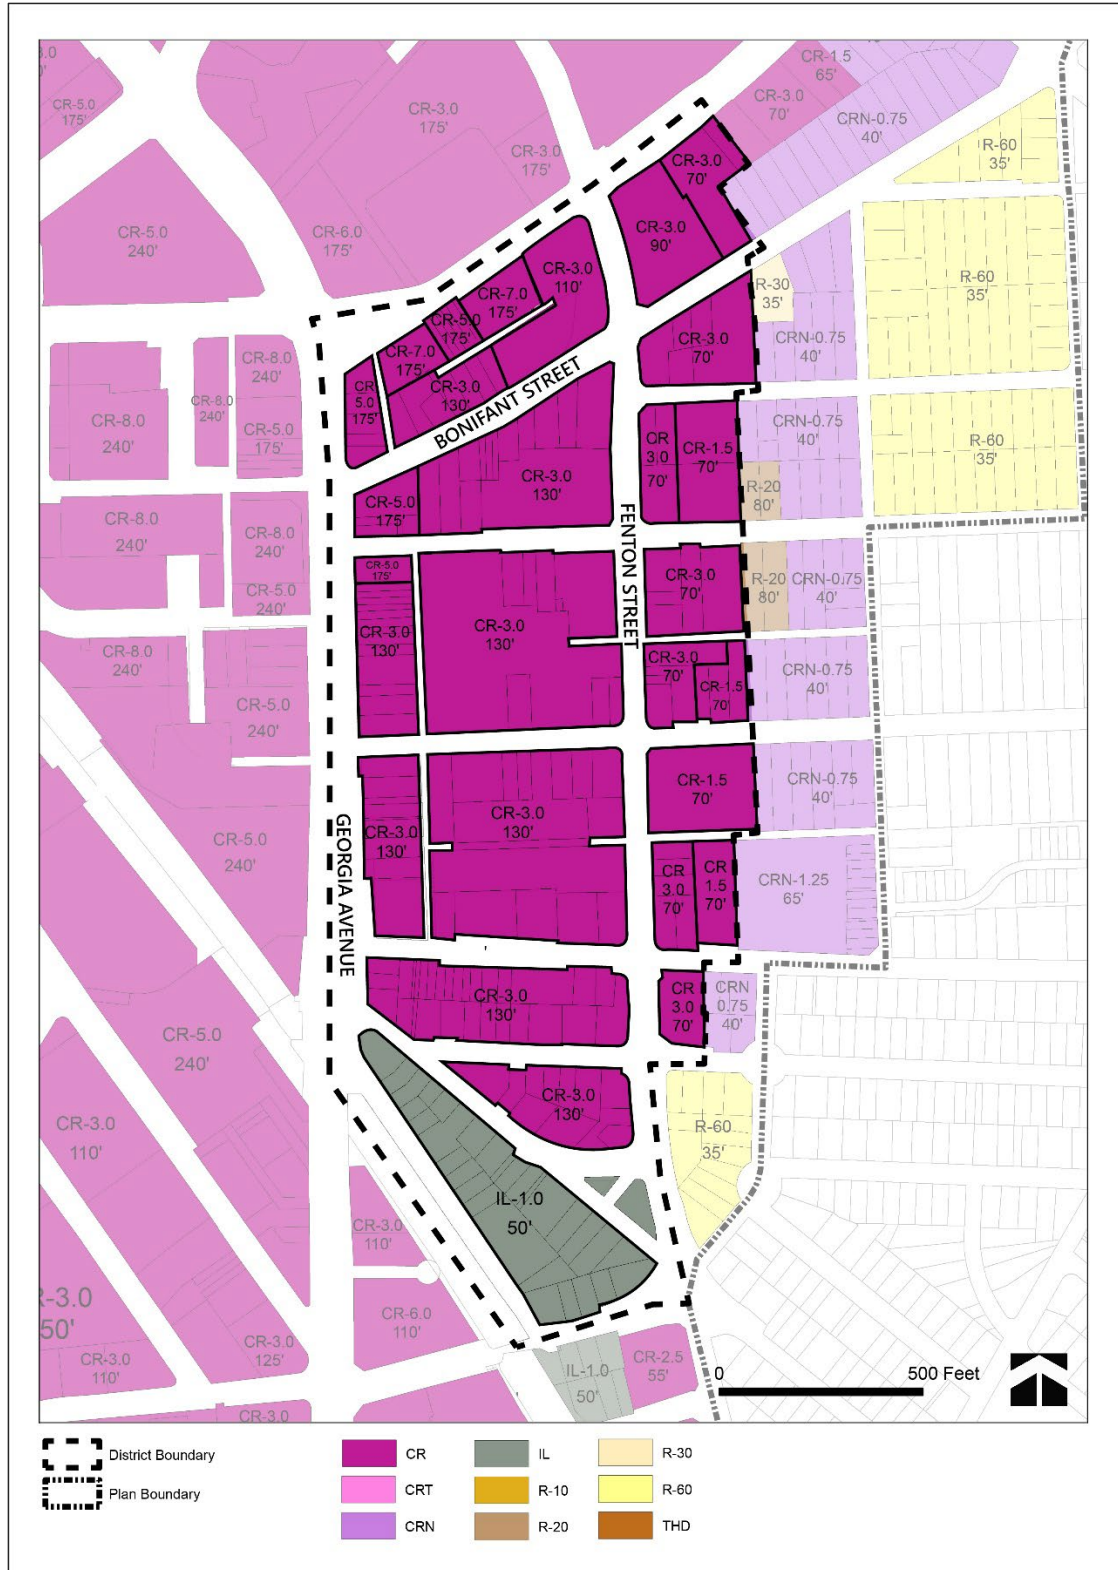 CR-5.0
175'
CR-3.0
175'
CR-3.0
175'
CR-1.5
65'
CR-3.0
70'
CRN-0.75
40'
R-60
35'
CR-5.0
240'
CR-6.0
175'
CR-3.0
70'
CR-3.0
90'
CR-3.0
110'
CR-7.0
175'
CR-5.0
175'
CR-7.0
175'
CR
5.0
175'
CR-3.0
130'
BONIFANT STREET
R-30
35'
R-60
35'
CR-3.0
70'
CRN-0.75
40'
CR-8.0
240'
CR-8.0
240'
CR-8.0
240'
CR-5.0
175'
CR-3.0
130'
CR-5.0
175'
FENTON STREET
CR
3.0
70'
CR-1.5
70'
CRN-0.75
40'
R-20
80'
R-60
35'
CR-8.0
240'
CR-8.0
240'
CR-5.0
240'
CR-5.0
175'
CR-3.0
130'
CR-3.0
130'
CR-3.0
70'
R-20
80'
CRN-0.75
40'
CR-8.0
240'
CR-5.0
240'
CR-3.0
70'
CR-1.5
70'
CRN-0.75
40'
CR-5.0
240'
GEORGIA AVENUE
CR-3.0
130'
CR-3.0
130'
CR-1.5
70'
CRN-0.75
40'
CR
3.0
70'
CR
1.5
70'
CRN-1.25
65'
CR-5.0
240'
CR-3.0
130'
CR
3.0
70'
CRN
0.75
40'
CR-3.0
110'
CR-3.0
130'
R-60
35'
IL-1.0
50'
CR-3.0
110'
CR-6.0
110'
CR-3.0
110'
CR-3.0
125'
CR-3.0
IL-1.0
50'
CR-2.5
55'
0 500 Feet
District Boundary
Plan Boundary
CR
CRT
CRN
IL
R-10
R-20
R-30
R-60
THD